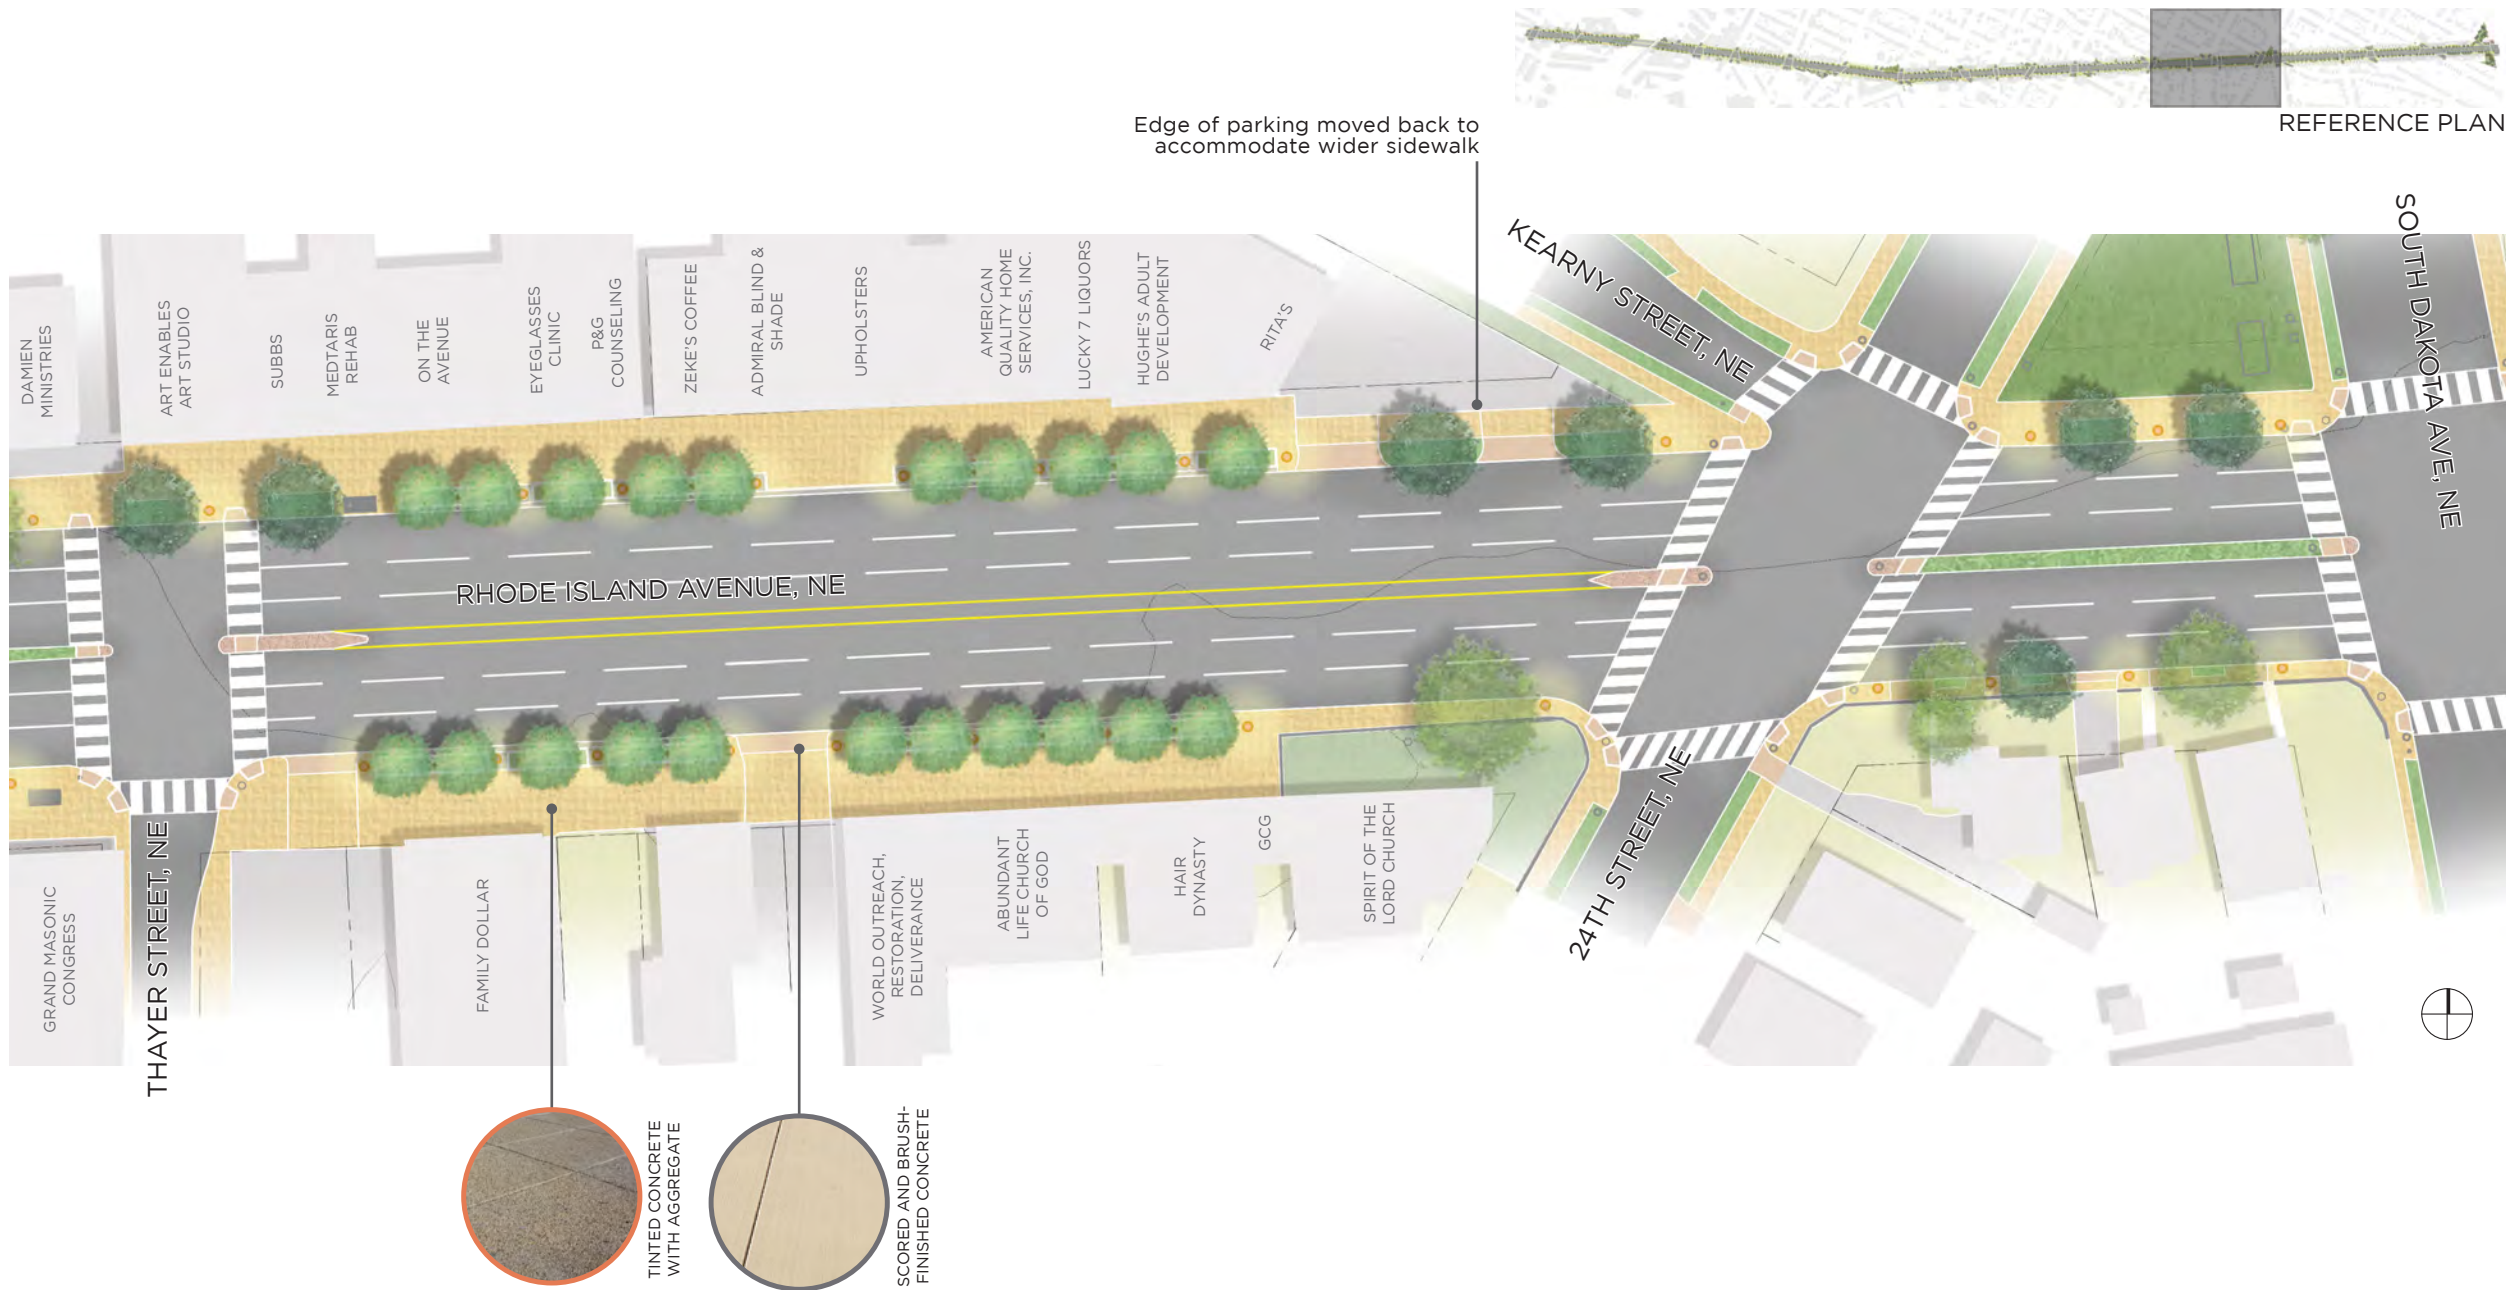 REFERENCE PLAN
Edge of parking moved back to
accommodate wider sidewalk
KEARNY STREET, NE
SOUTH DAKOTA AVE, NE
DAMIEN
MINISTRIES
ART ENABLES
ART STUDIO
SUBBS
MEDTARIS
REHAB
ON THE
AVENUE
EYEGLASSES
CLINIC
P&G
COUNSELING
ZEKE'S COFFEE
ADMIRAL BLIND &
SHADE
UPHOLSTERS
AMERICAN
QUALITY HOME
SERVICES, INC.
LUCKY 7 LIQUORS
HUGHE'S ADULT
DEVELOPMENT
RITA'S
RHODE ISLAND AVENUE, NE
GRAND MASONIC
CONGRESS
THAYER STREET, NE
FAMILY DOLLAR
WORLD OUTREACH,
RESTORATION,
DELIVERANCE
ABUNDANT
LIFE CHURCH
OF GOD
HAIR
DYNASTY
GCG
SPIRIT OF THE
LORD CHURCH
24TH STREET, NE
TINTED CONCRETE
WITH AGGREGATE
SCORED AND BRUSH-
FINISHED CONCRETE